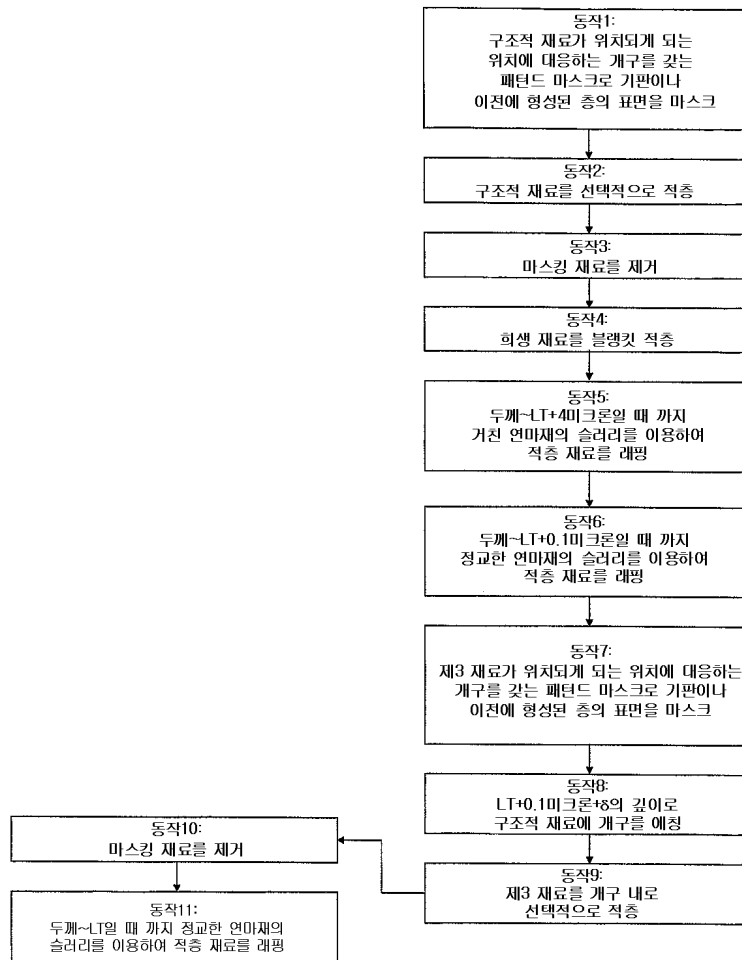 동작1:
구조적 재료가 위치되게 되는
위치에 대응하는 개구를 갖는
패턴드 마스크로 기판이나
이전에 형성된 층의 표면을 마스크
동작2:
구조적 재료를 선택적으로 적층
동작3:
마스킹 재료를 제거
동작4:
희생 재료를 블랭킷 적층
동작5:
두께~LT+4미크론일 때 까지
거친 연마재의 슬러리를 이용하여
적층 재료를 래핑
동작6:
두께~LT+0.1미크론일 때 까지
정교한 연마재의 슬러리를 이용하여
적층 재료를 래핑
동작7:
제3 재료가 위치되게 되는 위치에 대응하는
개구를 갖는 패턴드 마스크로 기판이나
이전에 형성된 층의 표면을 마스크
동작8:
LT+0.1미크론+δ의 깊이로
구조적 재료에 개구를 에칭
동작9:
제3 재료를 개구 내로
선택적으로 적층
동작10:
마스킹 재료를 제거
동작11:
두께~LT일 때 까지 정교한 연마재의
슬러리를 이용하여 적층 재료를 래핑